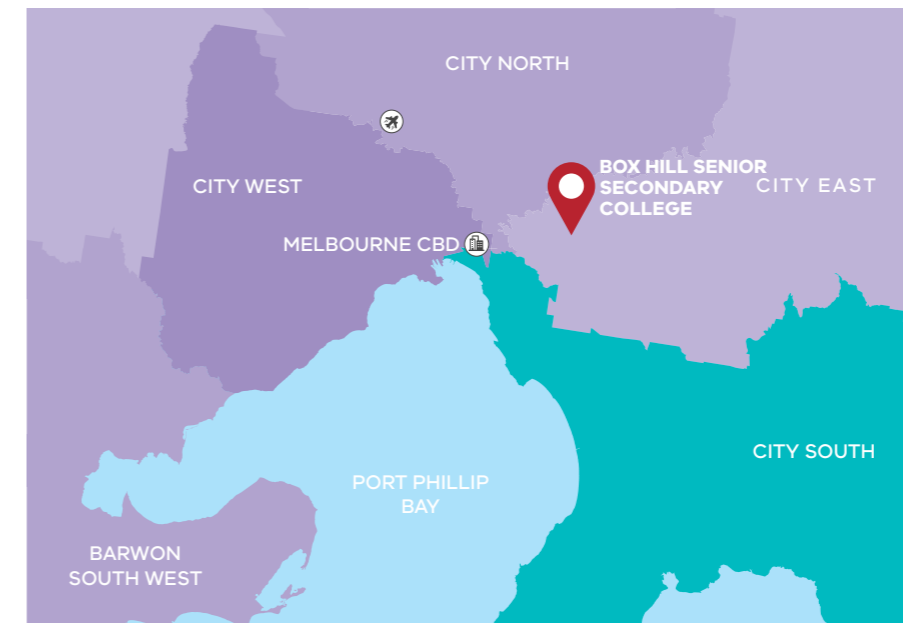 CITY NORTH
BOX HILL SENIOR
SECONDARY
COLLEGE
CITY EAST
CITY WEST
MELBOURNE CBD
CITY SOUTH
PORT PHILLIP
BAY
BARWON
SOUTH WEST